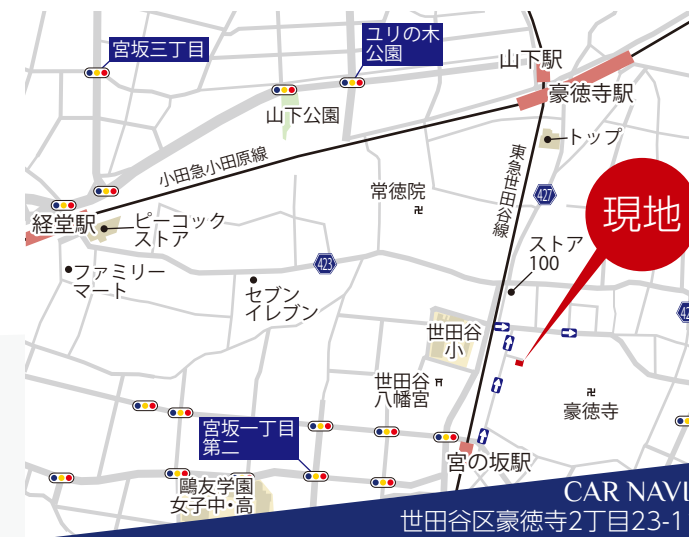 宮坂三丁目
ユリの木
公園
山下駅
豪徳寺駅
山下公園
トップ
小田急小田原線
東急世田谷線
常徳院
427
現地
経堂駅
ピーコック
ストア
ストア
100
423
ファミリー
マート
セブン
イレブン
世田谷
小
世田谷
八幡宮
豪徳寺
宮坂一丁目
第二
宮の坂駅
鷗友学園
女子中・高
CAR NAVI
世田谷区豪徳寺2丁目23-1